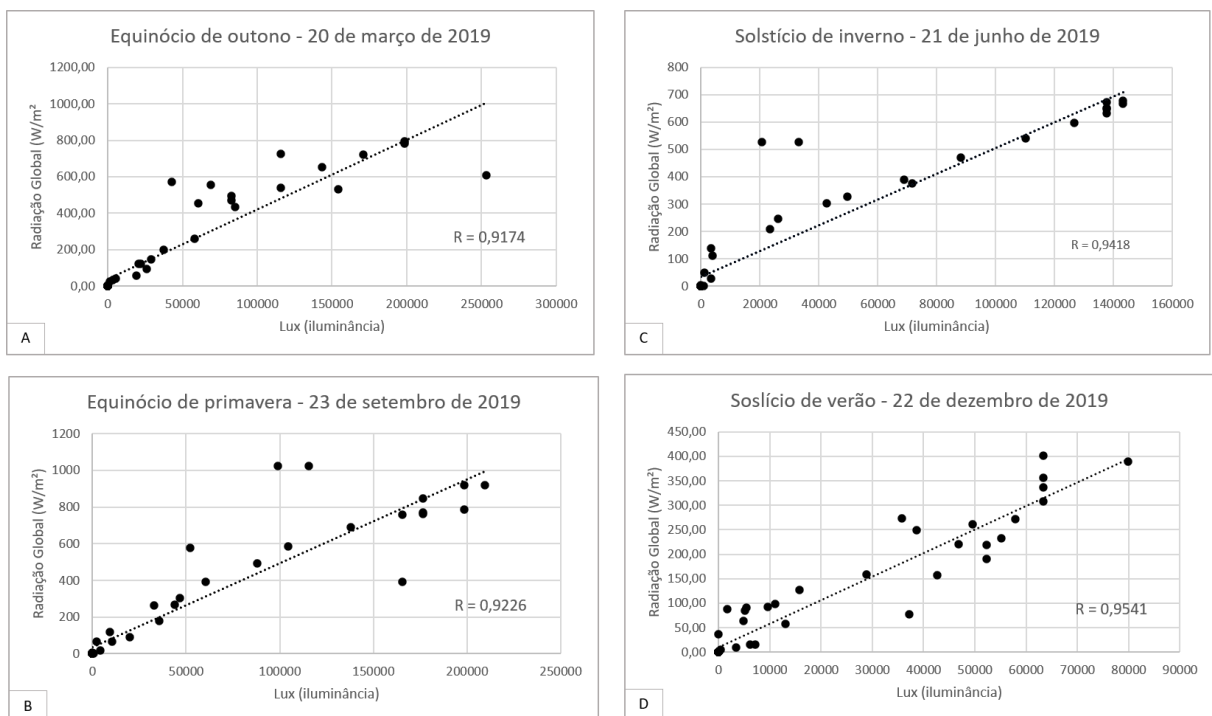 Equinócio de outono - 20 de março de 2019
Radiação Global (W/m²)
1200,00
1000,00
800,00
600,00
400,00
200,00
0,00
0 50000 100000 150000 200000 250000 300000
Lux (iluminância)
R = 0,9174
A
Solstício de inverno - 21 de junho de 2019
Radiação Global (W/m²)
800
700
600
500
400
300
200
100
0
0 20000 40000 60000 80000 100000 120000 140000 160000
Lux (iluminância)
R = 0,9418
C
Equinócio de primavera - 23 de setembro de 2019
Radiação Global (W/m²)
1200
1000
800
600
400
200
0
0 50000 100000 150000 200000 250000
Lux (iluminância)
R = 0,9226
B
Soslício de verão - 22 de dezembro de 2019
Radiação Global (W/m²)
450,00
400,00
350,00
300,00
250,00
200,00
150,00
100,00
50,00
0,00
0 10000 20000 30000 40000 50000 60000 70000 80000 90000
Lux (iluminância)
R = 0,9541
D